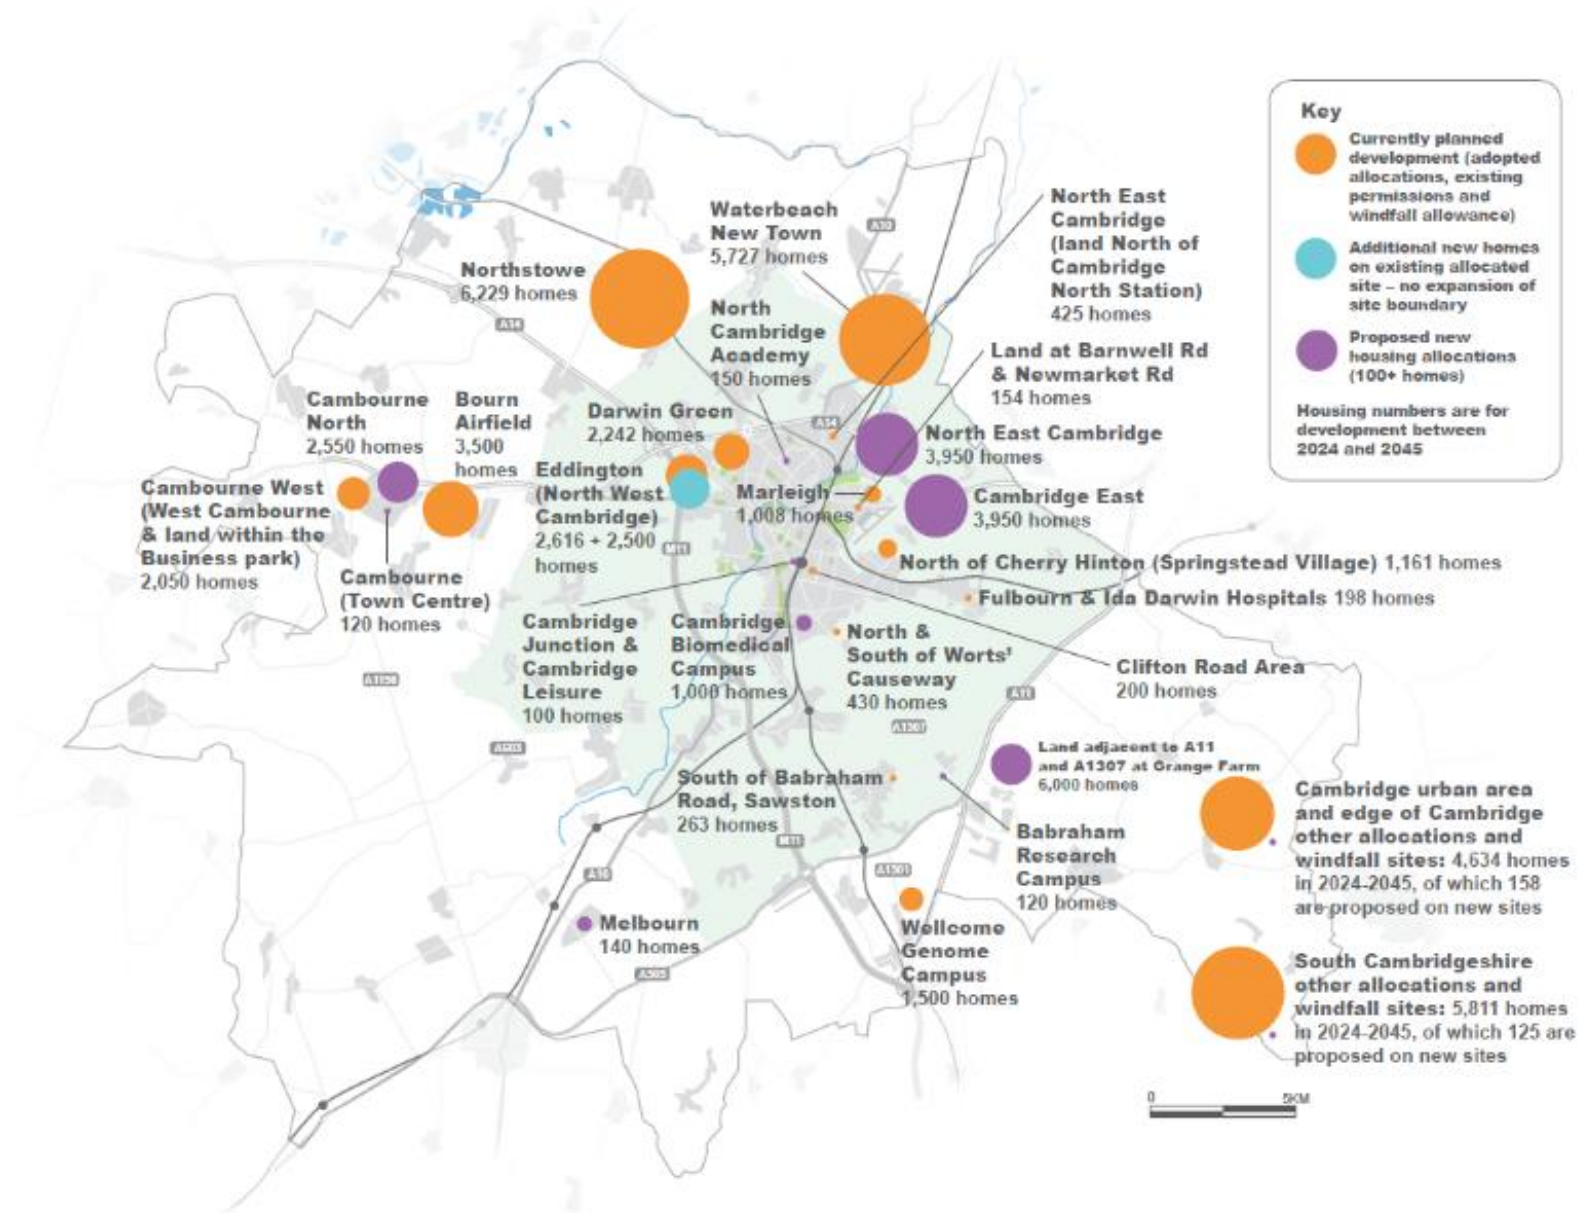 Key
Currently planned
development (adopted
allocations, existing
permissions and
windfall allowance)
Additional new homes
on existing allocated
site – no expansion of
site boundary
Proposed new
housing allocations
(100+ homes)
Housing numbers are for
development between
2024 and 2045
North East
Cambridge
(land North of
Cambridge
North Station)
425 homes
Waterbeach
New Town
5,727 homes
A10
Northstowe
6,229 homes
A14
North
Cambridge
Academy
150 homes
Land at Barnwell Rd
& Newmarket Rd
154 homes
Cambourne
North
2,550 homes
Bourn
Airfield
3,500
homes
Darwin Green
2,242 homes
A14
North East Cambridge
3,950 homes
Eddington
(North West
Cambridge)
2,616 + 2,500
homes
M11
Marleigh
1,008 homes
Cambridge East
3,950 homes
Cambourne West
(West Cambourne
& land within the
Business park)
2,050 homes
Cambourne
(Town Centre)
120 homes
North of Cherry Hinton (Springstead Village) 1,161 homes
Fulbourn & Ida Darwin Hospitals 198 homes
Cambridge
Junction &
Cambridge
Leisure
100 homes
Cambridge
Biomedical
Campus
1,000 homes
North &
South of Worts'
Causeway
430 homes
Clifton Road Area
200 homes
A11
A1307
Land adjacent to A11
and A1307 at Grange Farm
6,000 homes
South of Babraham
Road, Sawston
263 homes
M11
Babraham
Research
Campus
120 homes
Cambridge urban area
and edge of Cambridge
other allocations and
windfall sites: 4,634 homes
in 2024-2045, of which 158
are proposed on new sites
A10
A1301
Melbourn
140 homes
A505
Wellcome
Genome
Campus
1,500 homes
South Cambridgeshire
other allocations and
windfall sites: 5,811 homes
in 2024-2045, of which 125 are
proposed on new sites
0 5KM